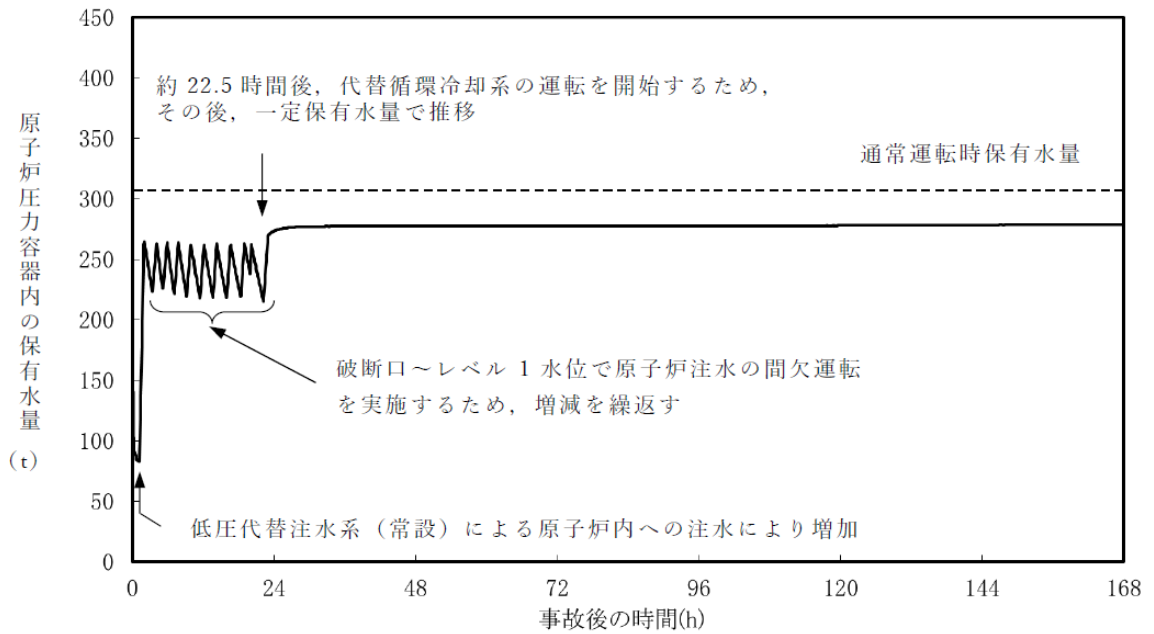 450
400
350
300
250
200
150
100
50
0
原子炉圧力容器内の保有水量
(t)
約 22.5 時間後，代替循環冷却系の運転を開始するため，
その後，一定保有水量で推移
通常運転時保有水量
破断口～レベル 1 水位で原子炉注水の間欠運転
を実施するため，増減を繰返す
低圧代替注水系（常設）による原子炉内への注水により増加
0 24 48 72 96 120 144 168
事故後の時間(h)